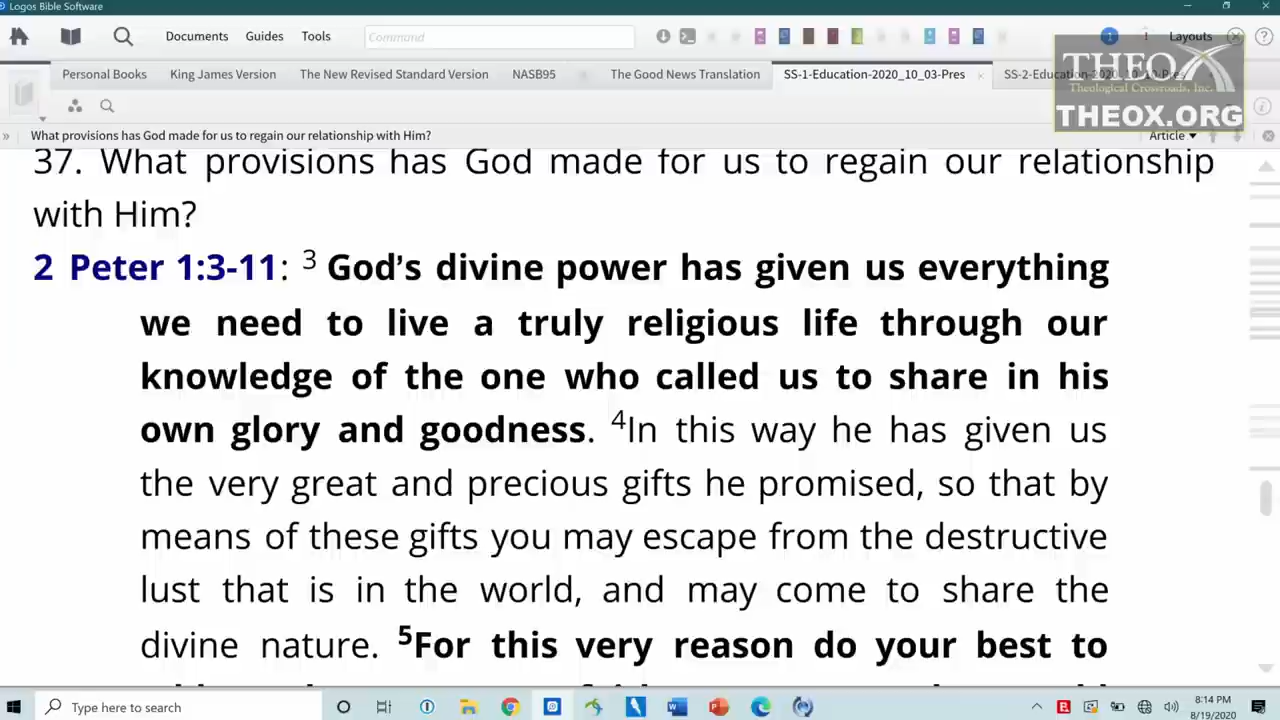 Logos Bible Software
Documents Guides Tools Command Layouts
THEOX
Theological Crossroads, Inc.
THEOX.ORG
Personal Books King James Version The New Revised Standard Version NASB95 The Good News Translation SS-1-Education-2020_10_03-Pres SS-2-Education-2020_10_10-Pres
What provisions has God made for us to regain our relationship with Him? Article
37. What provisions has God made for us to regain our relationship
with Him?
2 Peter 1:3-11: 3 God's divine power has given us everything
we need to live a truly religious life through our
knowledge of the one who called us to share in his
own glory and goodness. 4In this way he has given us
the very great and precious gifts he promised, so that by
means of these gifts you may escape from the destructive
lust that is in the world, and may come to share the
divine nature. 5For this very reason do your best to
Type here to search
8:14 PM
8/19/2020